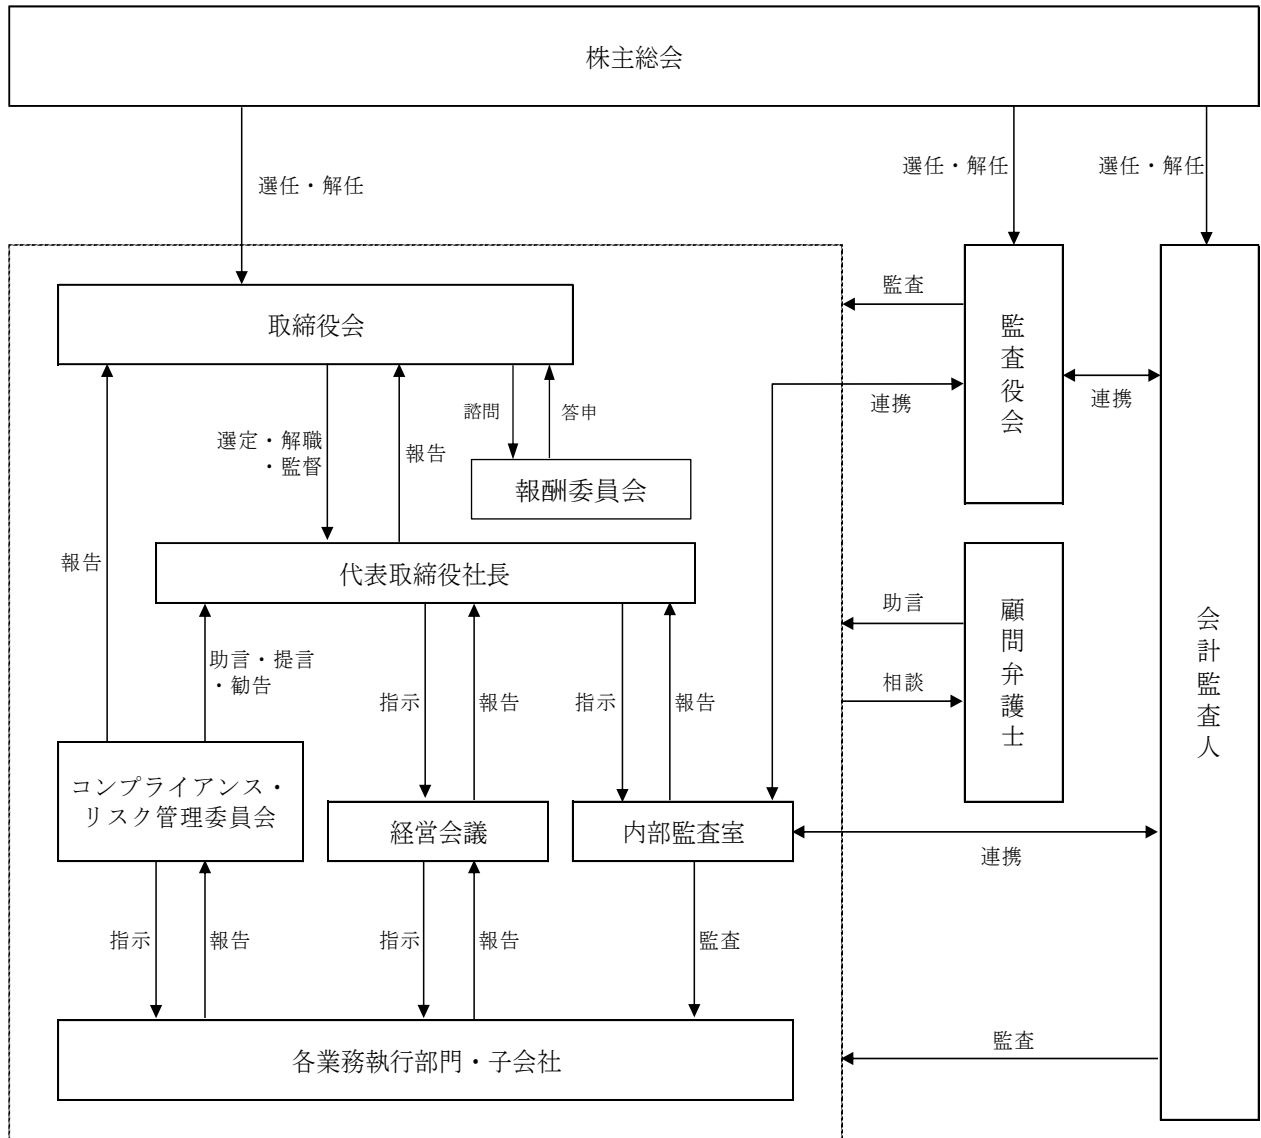 株主総会
選任・解任
選任・解任
選任・解任
取締役会
監査
監査役会
連携
連携
諮問
答申
選定・解職
・監督
報告
報酬委員会
報告
代表取締役社長
助言
顧問弁護士
会計監査人
助言・提言
・勧告
指示
報告
指示
報告
相談
コンプライアンス・
リスク管理委員会
経営会議
内部監査室
連携
指示
報告
指示
報告
監査
監査
各業務執行部門・子会社